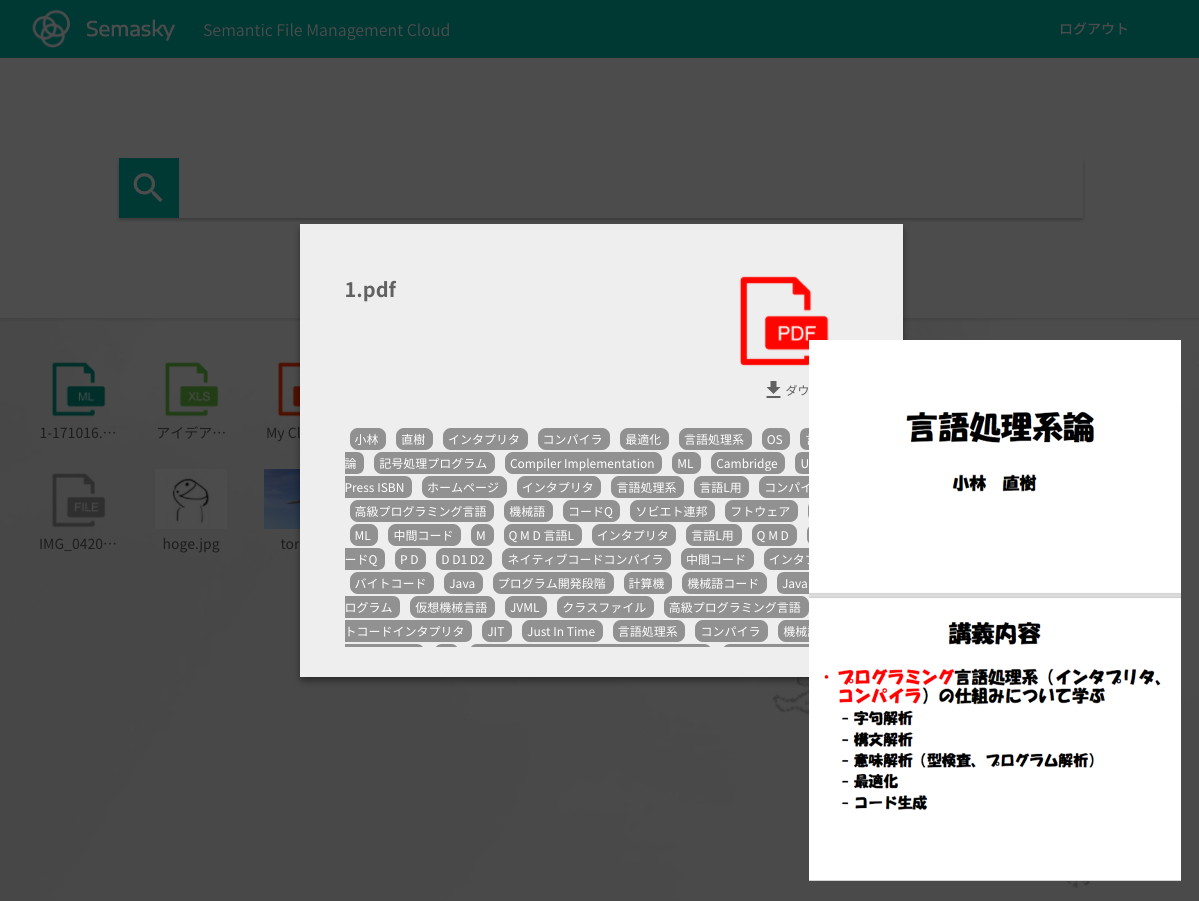 Semasky Semantic File Management Cloud ログアウト
1.pdf
PDF
ダウ
小林 直樹 インタプリタ コンパイラ 最適化 言語処理系 OS
論 記号処理プログラム Compiler Implementation ML Cambridge U
Press ISBN ホームページ インタプリタ 言語処理系 言語L用 コンパイ
高級プログラミング言語 機械語 コードQ ソビエト連邦 フトウェア
ML 中間コード M Q M D 言語L インタプリタ 言語L用 Q M D
ードQ P D D D1 D2 ネイティブコードコンパイラ 中間コード インタ
バイトコード Java プログラム開発段階 計算機 機械語コード Java
ログラム 仮想機械言語 JVML クラスファイル 高級プログラミング言語
トコードインタプリタ JIT Just In Time 言語処理系 コンパイラ 機械
ML XLS
1-171016.… アイデア… My Cl
FILE
IMG_0420… hoge.jpg tor
言語処理系論
小林 直樹
講義内容
・プログラミング言語処理系（インタプリタ、
コンパイラ）の仕組みについて学ぶ
– 字句解析
– 構文解析
– 意味解析（型検査、プログラム解析）
– 最適化
– コード生成